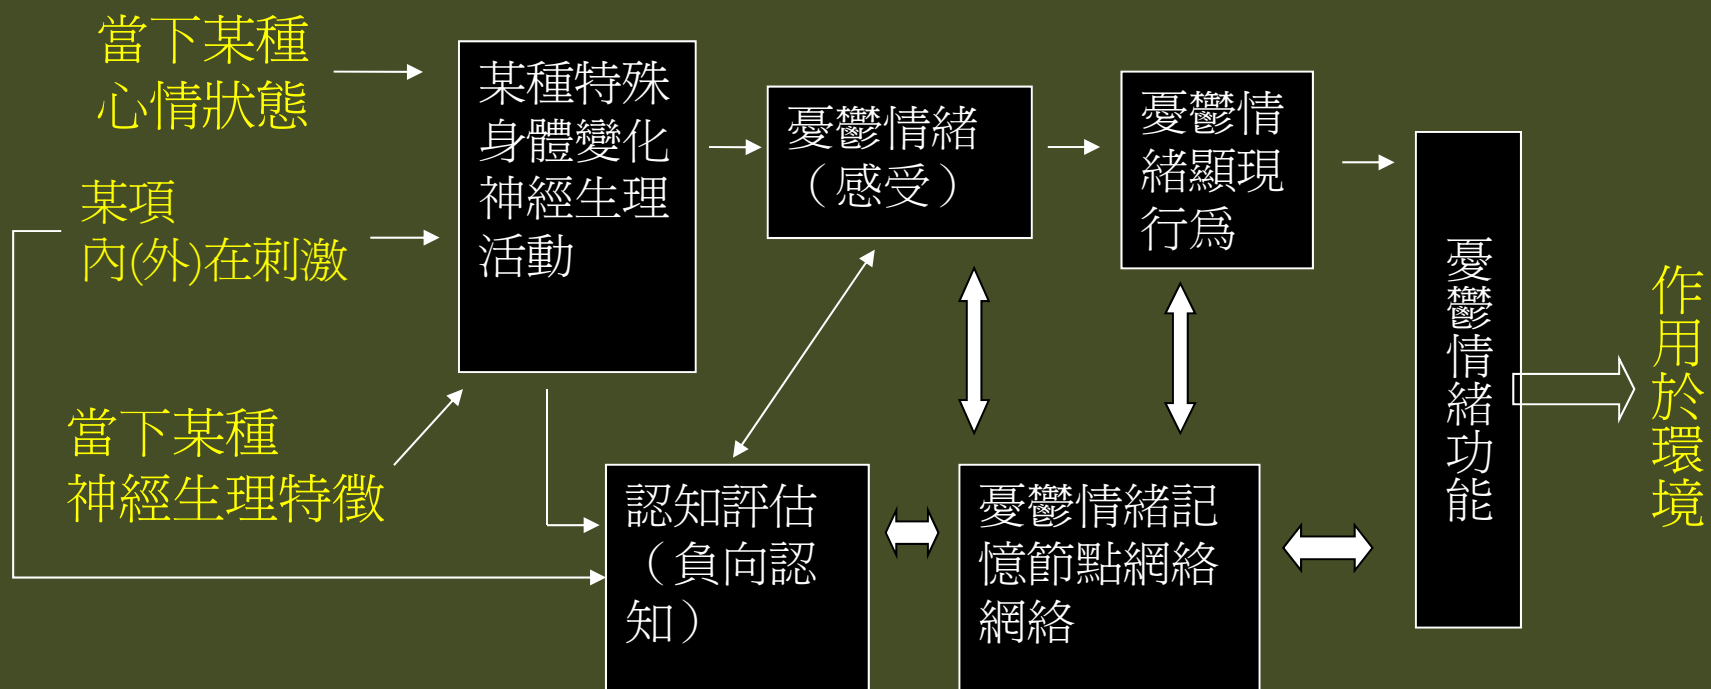 當下某種
心情狀態
某項
內(外)在刺激
當下某種
神經生理特徵
某種特殊
身體變化
神經生理
活動
憂鬱情緒
（感受）
憂鬱情
緒顯現
行為
認知評估
（負向認
知）
憂鬱情緒記
憶節點網絡
網絡
憂鬱情緒功能
作用於環境